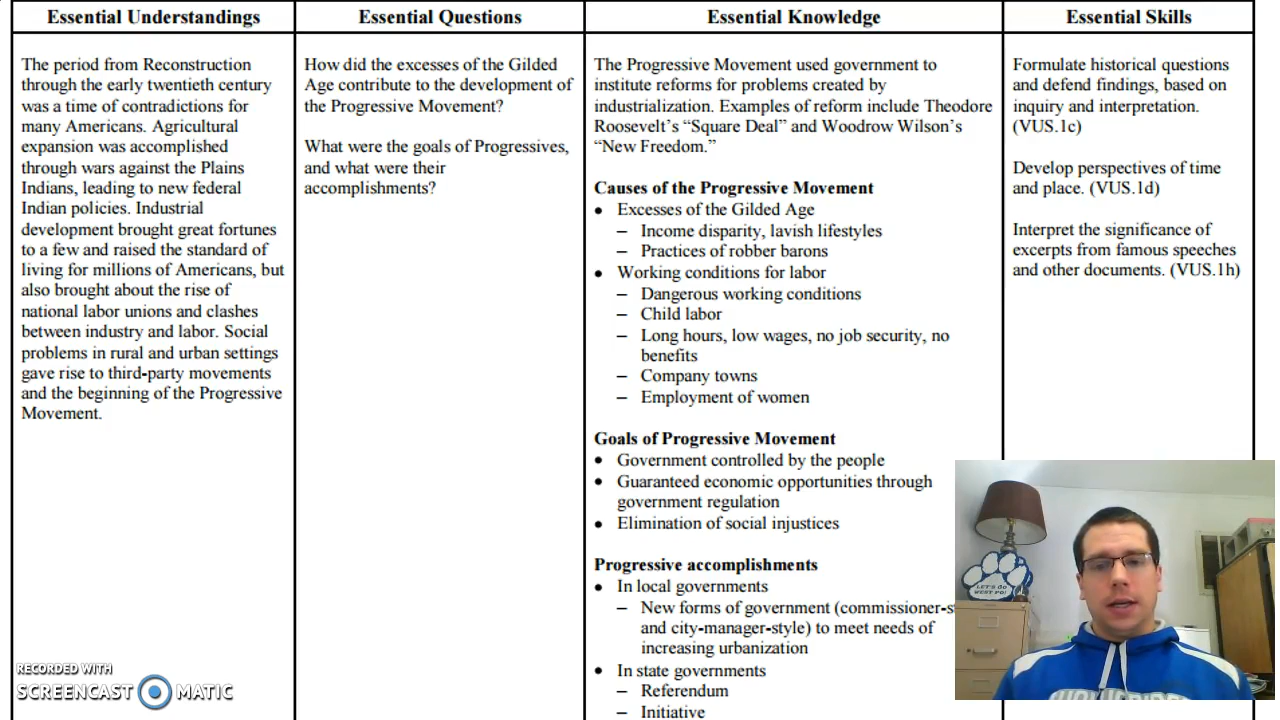 Essential Understandings
Essential Questions
Essential Knowledge
Essential Skills
The period from Reconstruction
through the early twentieth century
was a time of contradictions for
many Americans. Agricultural
expansion was accomplished
through wars against the Plains
Indians, leading to new federal
Indian policies. Industrial
development brought great fortunes
to a few and raised the standard of
living for millions of Americans, but
also brought about the rise of
national labor unions and clashes
between industry and labor. Social
problems in rural and urban settings
gave rise to third-party movements
and the beginning of the Progressive
Movement.
How did the excesses of the Gilded
Age contribute to the development of
the Progressive Movement?
What were the goals of Progressives,
and what were their
accomplishments?
The Progressive Movement used government to
institute reforms for problems created by
industrialization. Examples of reform include Theodore
Roosevelt’s “Square Deal” and Woodrow Wilson’s
“New Freedom.”
Causes of the Progressive Movement
• Excesses of the Gilded Age
– Income disparity, lavish lifestyles
– Practices of robber barons
• Working conditions for labor
– Dangerous working conditions
– Child labor
– Long hours, low wages, no job security, no
benefits
– Company towns
– Employment of women
Goals of Progressive Movement
• Government controlled by the people
• Guaranteed economic opportunities through
government regulation
• Elimination of social injustices
Progressive accomplishments
• In local governments
– New forms of government (commissioner-s
and city-manager-style) to meet needs of
increasing urbanization
• In state governments
– Referendum
– Initiative
Formulate historical questions
and defend findings, based on
inquiry and interpretation.
(VUS.1c)
Develop perspectives of time
and place. (VUS.1d)
Interpret the significance of
excerpts from famous speeches
and other documents. (VUS.1h)
LET'S GO
WEST PO!
RECORDED WITH
SCREENCAST MATIC